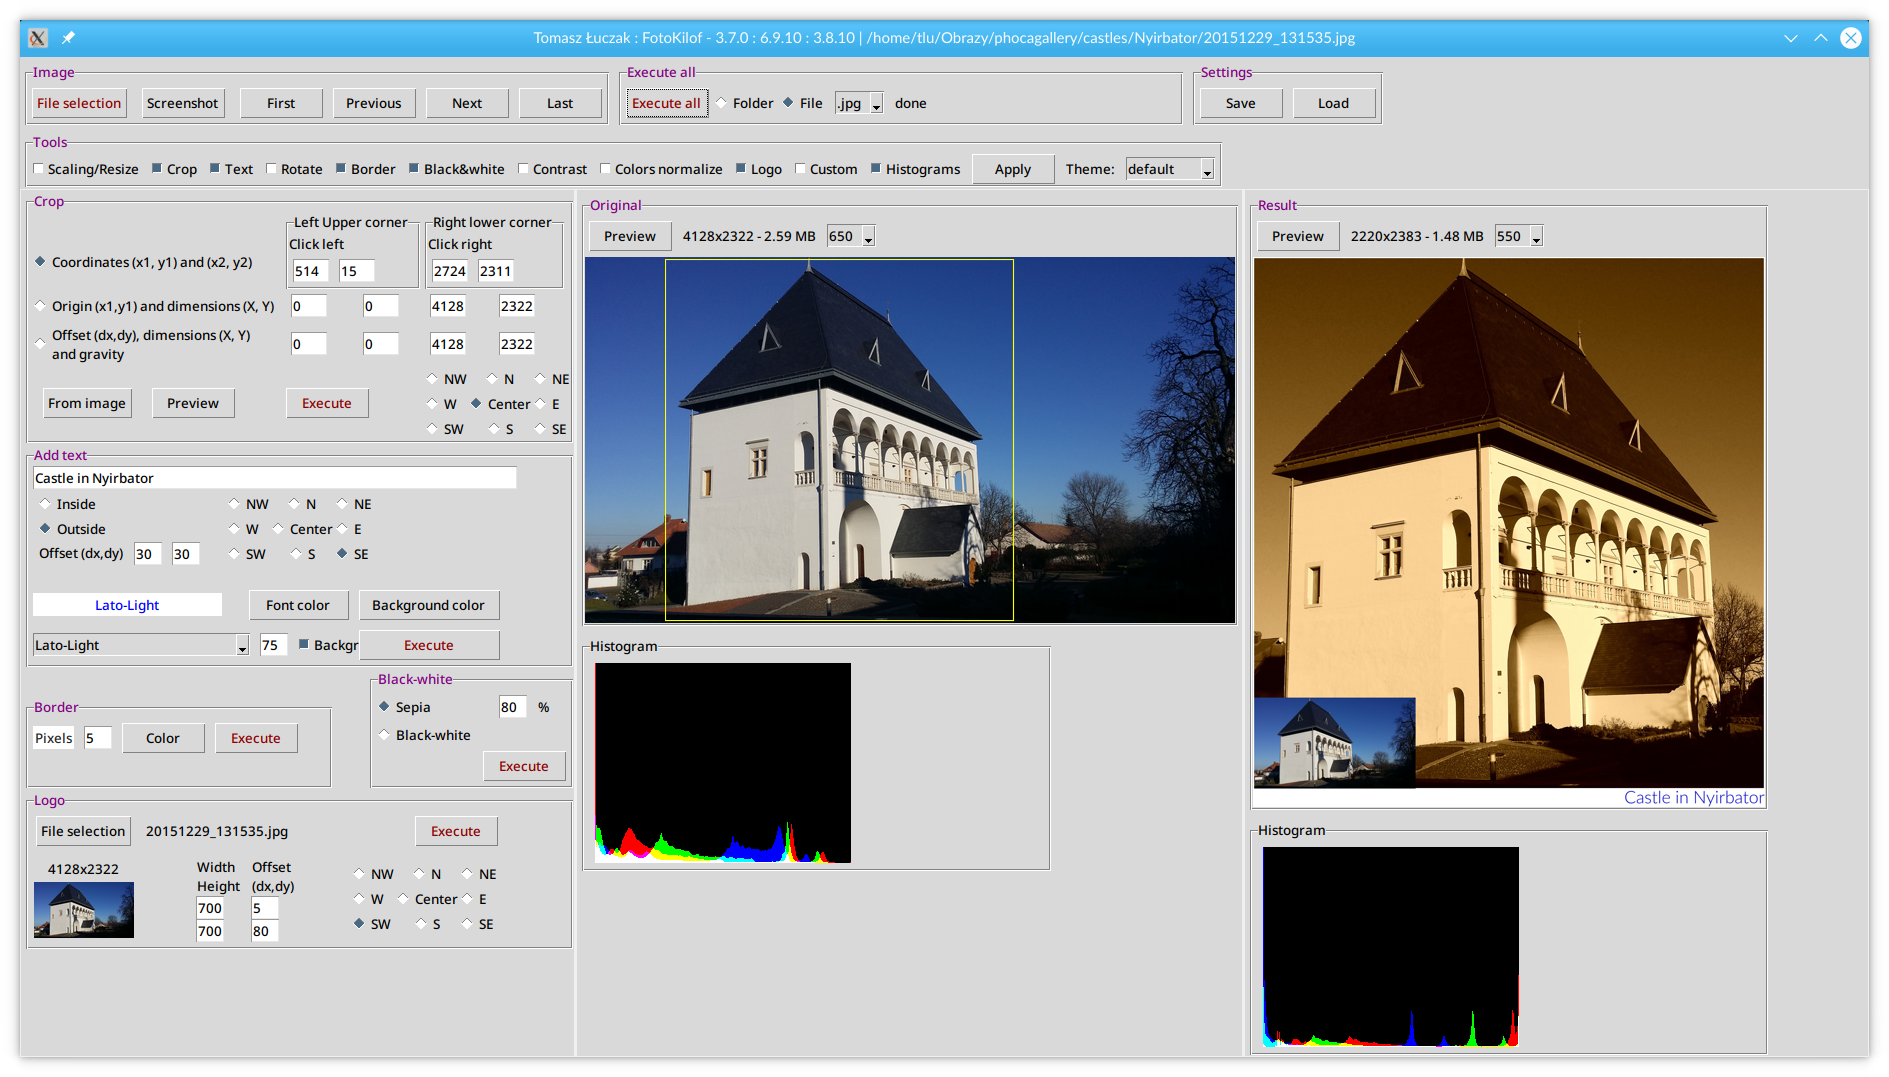 Tomasz Łuczak : FotoKilof - 3.7.0 : 6.9.10 : 3.8.10 | /home/tlu/Obrazy/phocagallery/castles/Nyirbator/20151229_131535.jpg
Image
File selection Screenshot First Previous Next Last
Execute all
Execute all Folder File .jpg done
Settings
Save Load
Tools
Scaling/Resize Crop Text Rotate Border Black&white Contrast Colors normalize Logo Custom Histograms Apply Theme: default
Crop
Left Upper corner Right lower corner
Click left Click right
Coordinates (x1, y1) and (x2, y2)
514 15 2724 2311
Origin (x1,y1) and dimensions (X, Y) 0 0 4128 2322
Offset (dx,dy), dimensions (X, Y)
and gravity
0 0 4128 2322
NW N NE
From image Preview Execute W Center E
SW S SE
Add text
Castle in Nyirbator
Inside NW N NE
Outside W Center E
Offset (dx,dy) 30 30 SW S SE
Lato-Light Font color Background color
Lato-Light 75 Backgr Execute
Border
Pixels 5 Color Execute
Black-white
Sepia 80 %
Black-white
Execute
Logo
File selection 20151229_131535.jpg Execute
4128x2322
Width Offset
Height (dx,dy)
700 5
700 80
NW N NE
W Center E
SW S SE
Original
Preview 4128x2322 - 2.59 MB 650
Histogram
Result
Preview 2220x2383 - 1.48 MB 550
Castle in Nyirbator
Histogram